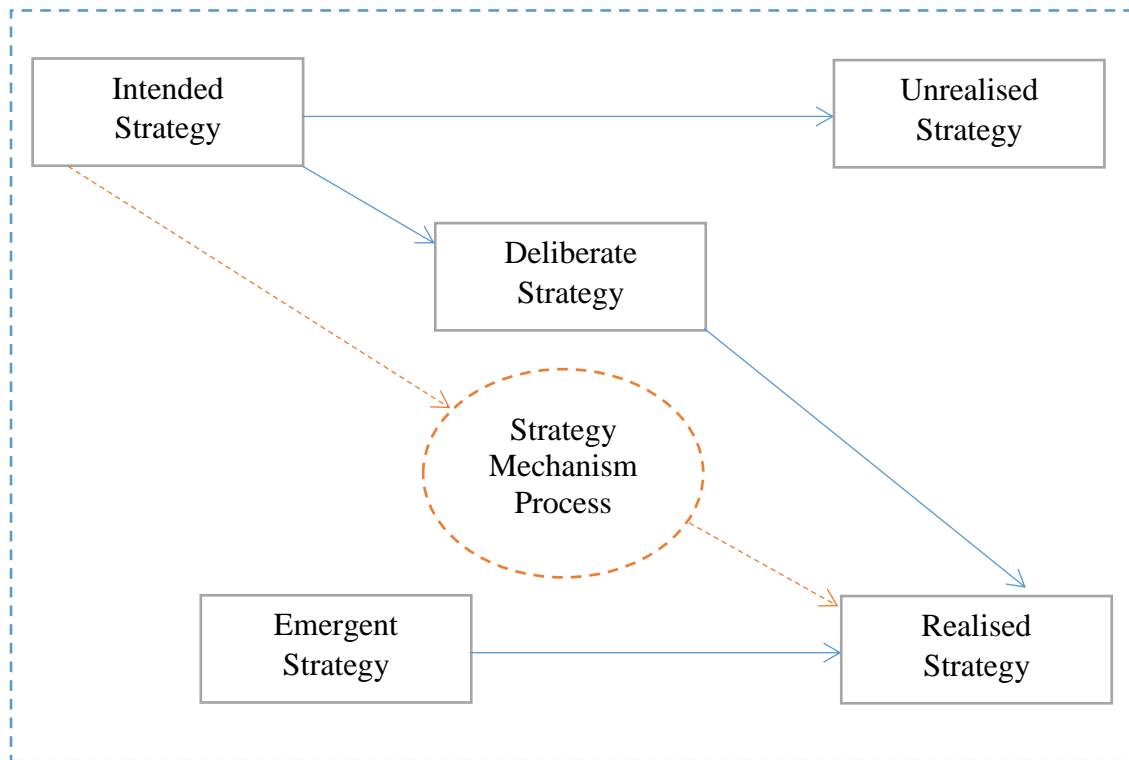 Intended
Strategy
Unrealised
Strategy
Deliberate
Strategy
Strategy
Mechanism
Process
Emergent
Strategy
Realised
Strategy